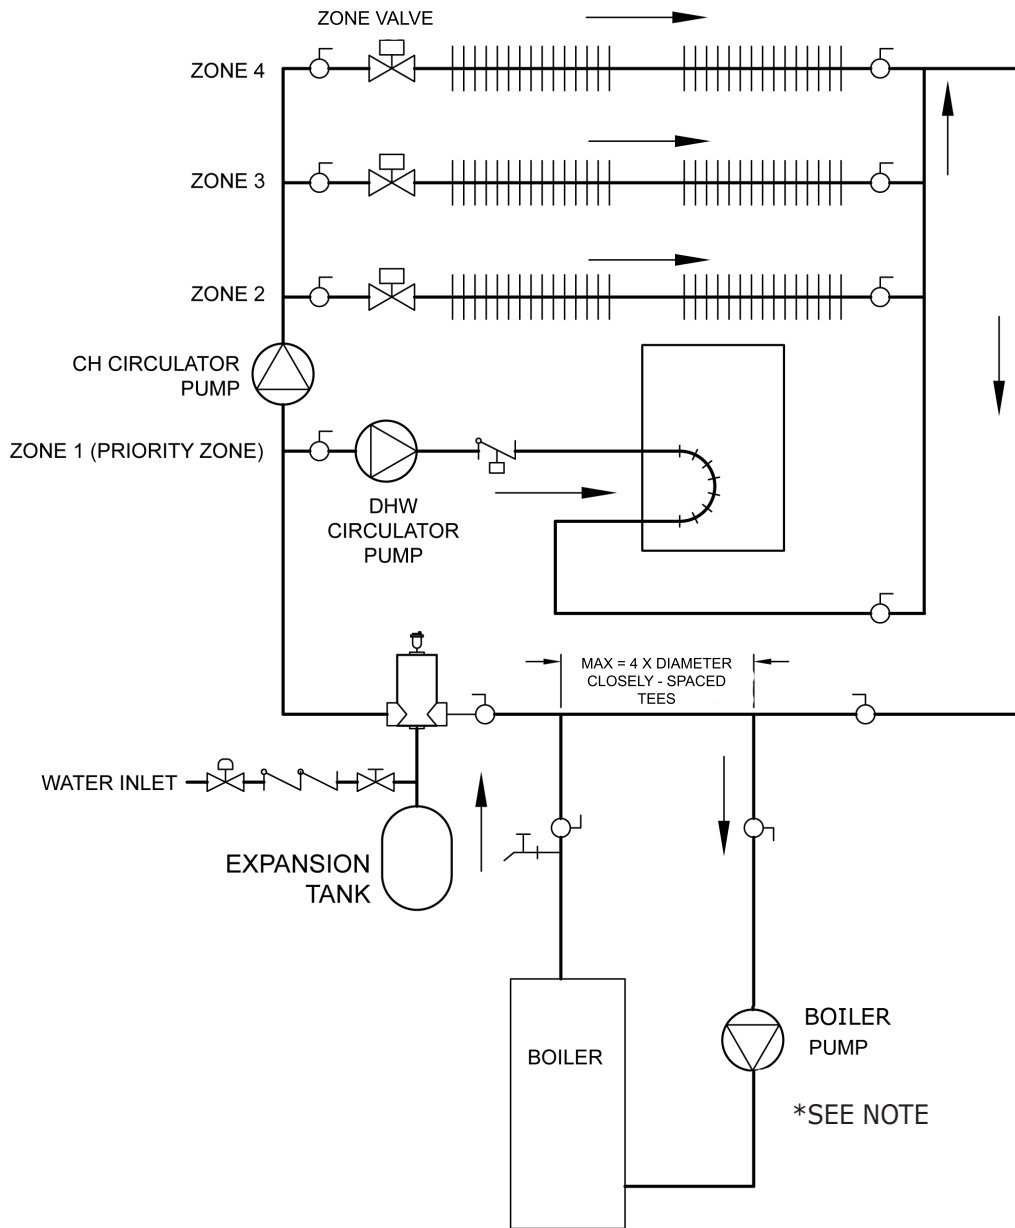 ZONE VALVE
ZONE 4
ZONE 3
ZONE 2
CH CIRCULATOR
PUMP
ZONE 1 (PRIORITY ZONE)
DHW
CIRCULATOR
PUMP
MAX = 4 X DIAMETER
CLOSELY - SPACED
TEES
WATER INLET
EXPANSION
TANK
BOILER
BOILER
PUMP
*SEE NOTE